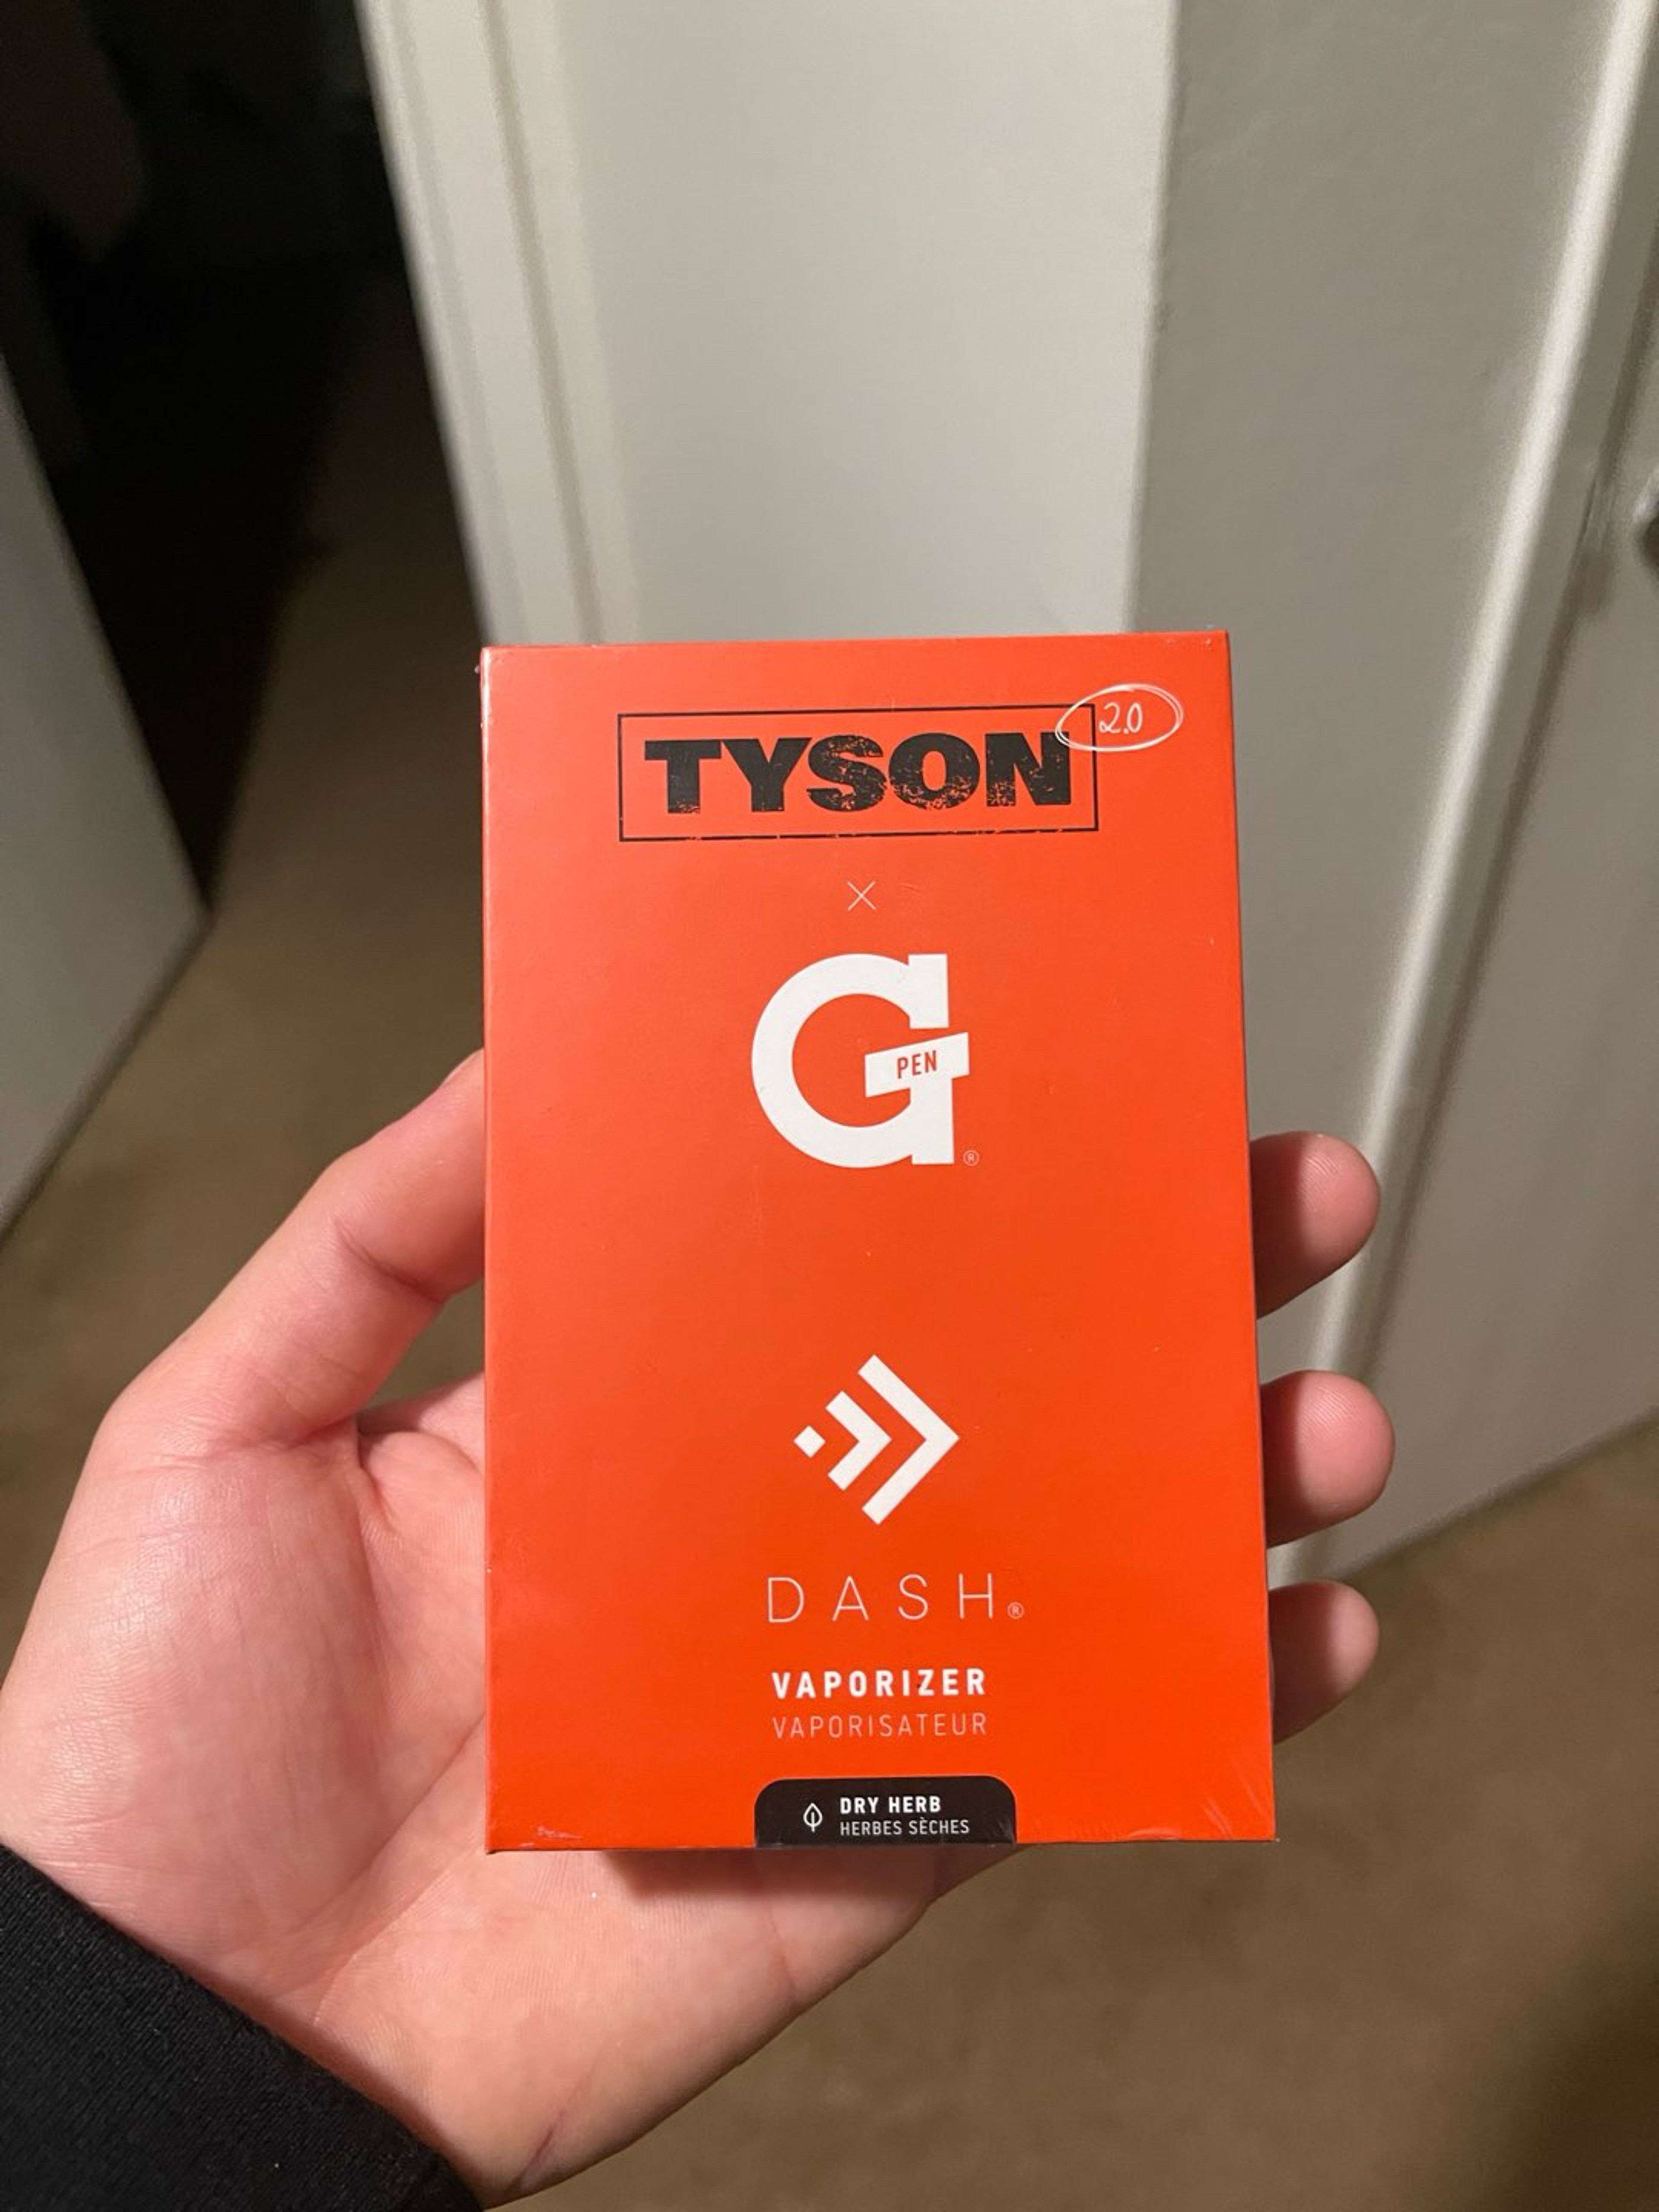 TYSON 2.0
×
G PEN®
DASH®
VAPORIZER
VAPORISATEUR
DRY HERB
HERBES SÈCHES